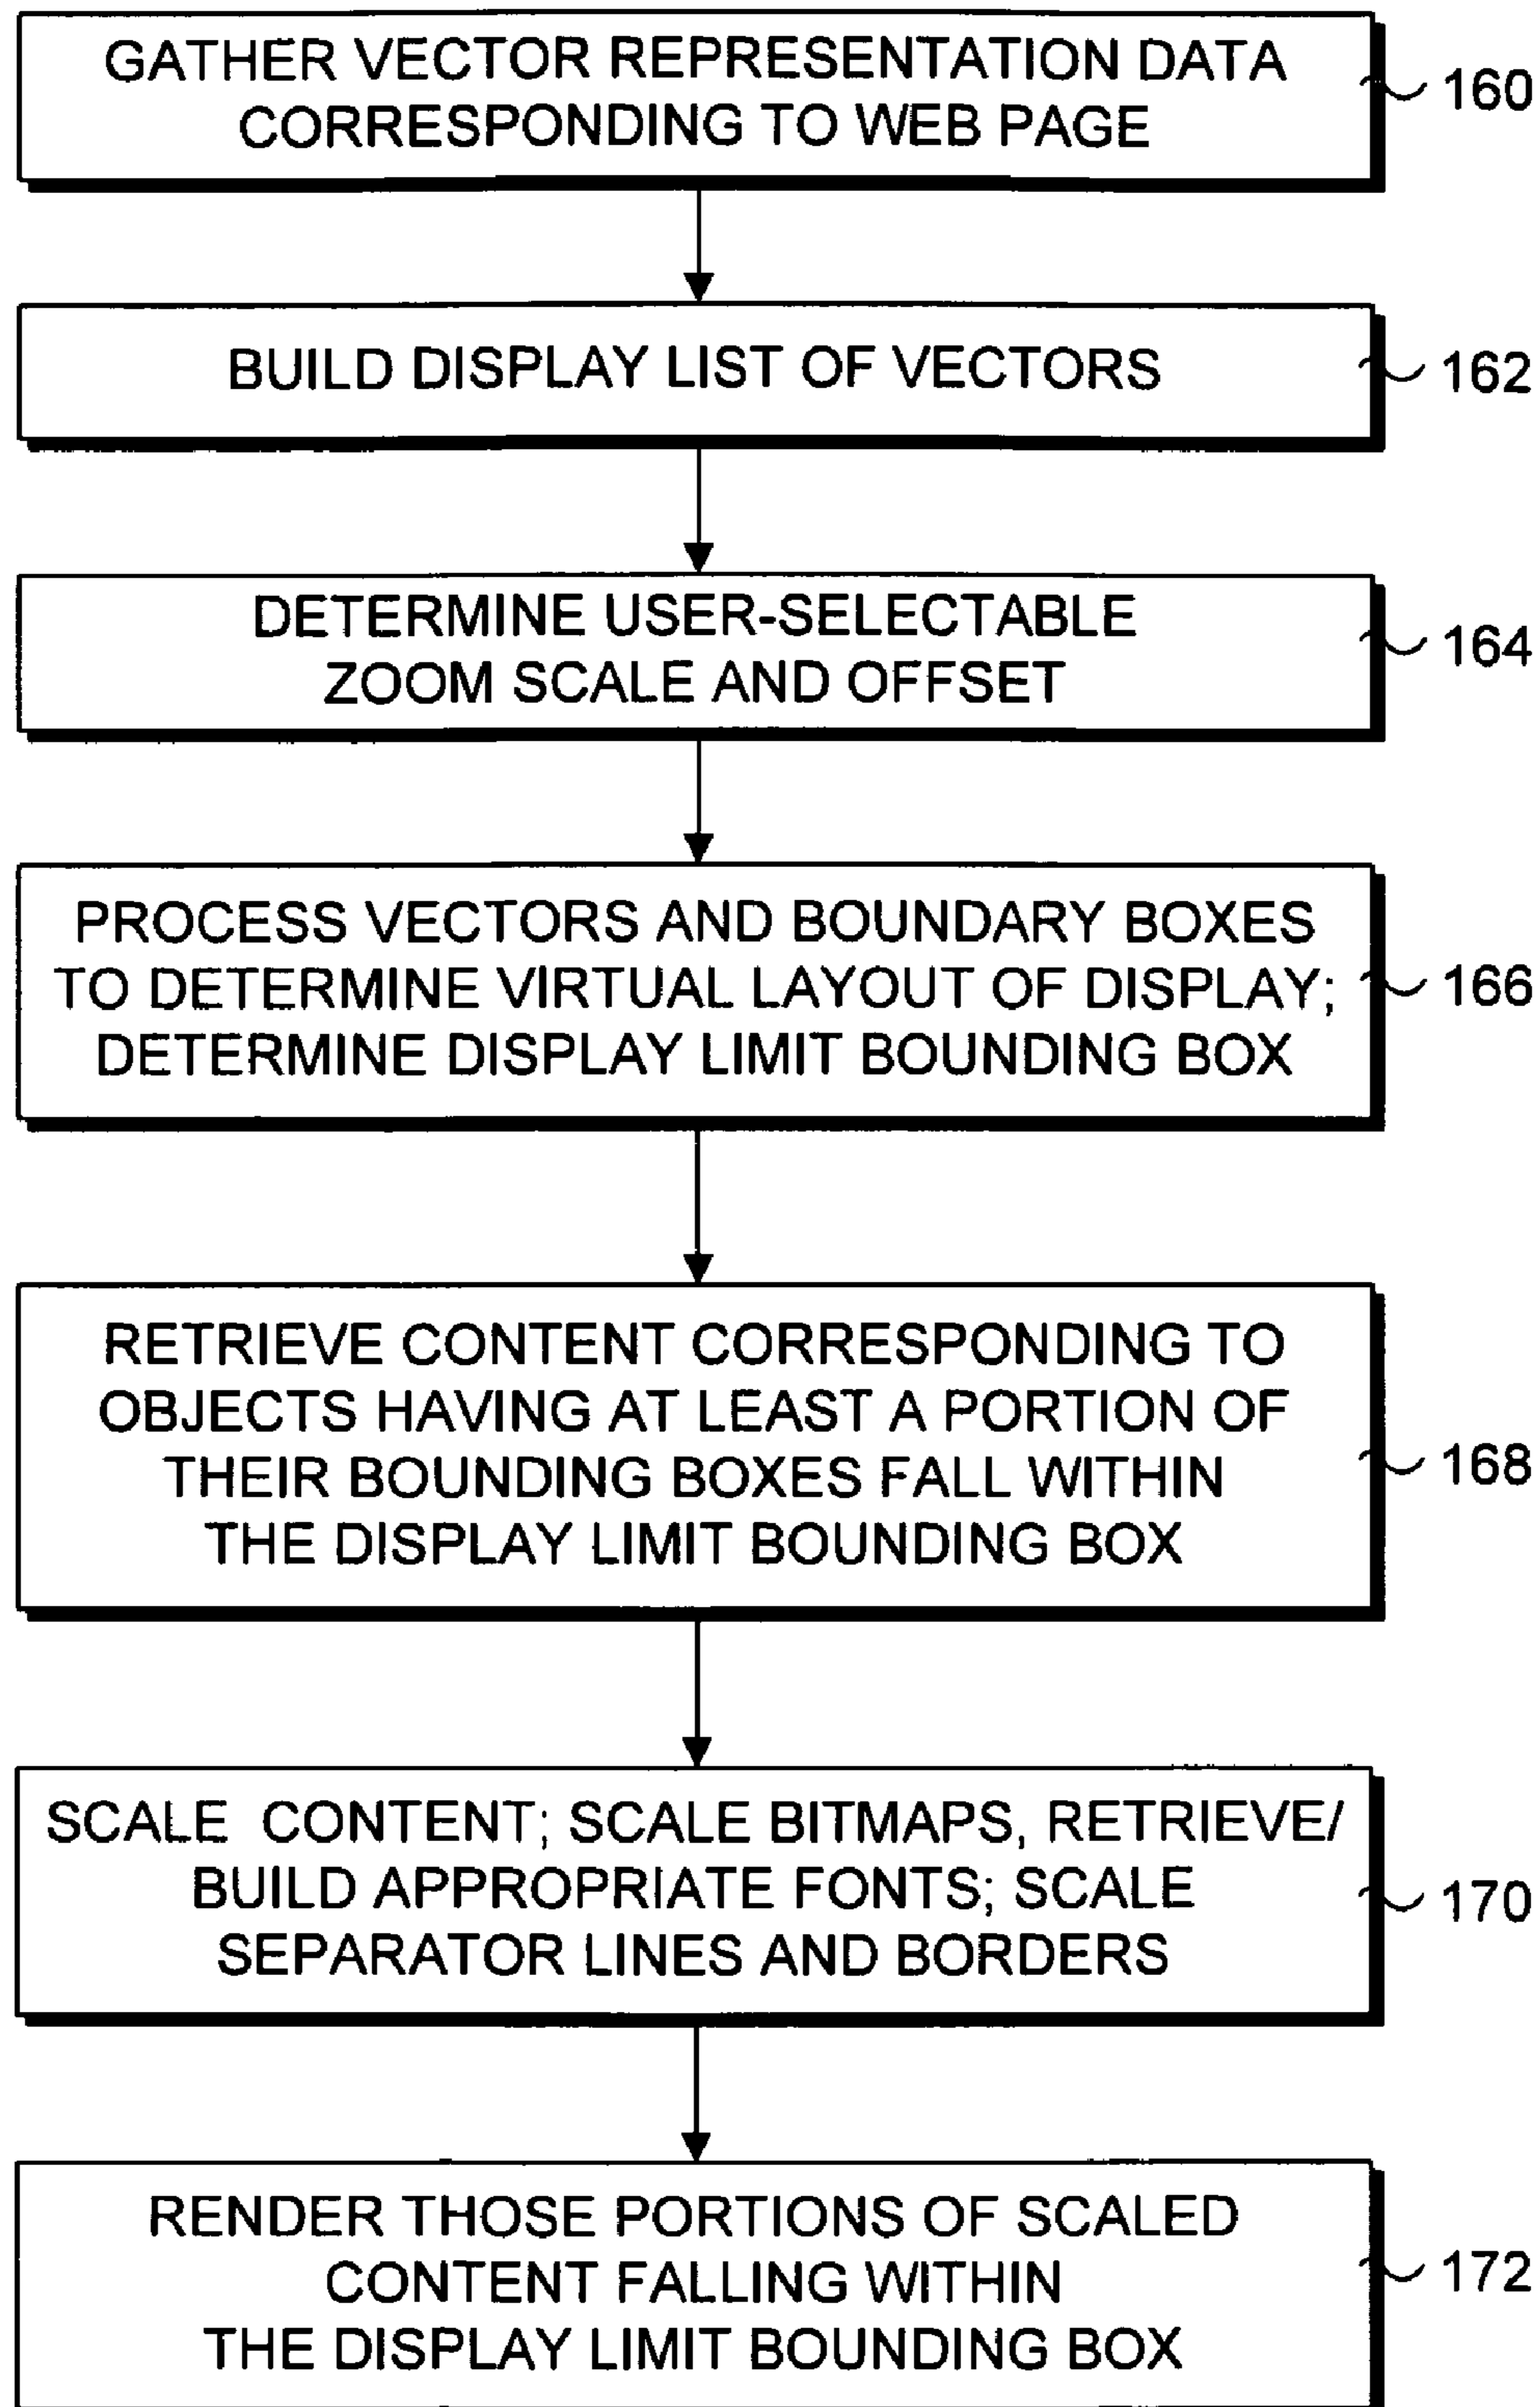 GATHER VECTOR REPRESENTATION DATA
CORRESPONDING TO WEB PAGE
160
BUILD DISPLAY LIST OF VECTORS
162
DETERMINE USER-SELECTABLE
ZOOM SCALE AND OFFSET
164
PROCESS VECTORS AND BOUNDARY BOXES
TO DETERMINE VIRTUAL LAYOUT OF DISPLAY;
DETERMINE DISPLAY LIMIT BOUNDING BOX
166
RETRIEVE CONTENT CORRESPONDING TO
OBJECTS HAVING AT LEAST A PORTION OF
THEIR BOUNDING BOXES FALL WITHIN
THE DISPLAY LIMIT BOUNDING BOX
168
SCALE CONTENT; SCALE BITMAPS, RETRIEVE/
BUILD APPROPRIATE FONTS; SCALE
SEPARATOR LINES AND BORDERS
170
RENDER THOSE PORTIONS OF SCALED
CONTENT FALLING WITHIN
THE DISPLAY LIMIT BOUNDING BOX
172